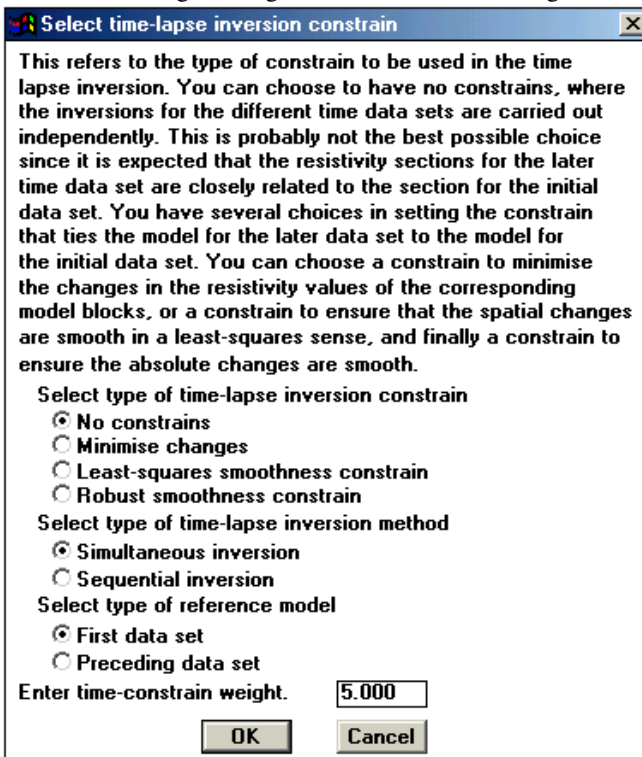 Select time-lapse inversion constrain
This refers to the type of constrain to be used in the time
lapse inversion. You can choose to have no constrains, where
the inversions for the different time data sets are carried out
independently. This is probably not the best possible choice
since it is expected that the resistivity sections for the later
time data set are closely related to the section for the initial
data set. You have several choices in setting the constrain
that ties the model for the later data set to the model for
the initial data set. You can choose a constrain to minimise
the changes in the resistivity values of the corresponding
model blocks, or a constrain to ensure that the spatial changes
are smooth in a least-squares sense, and finally a constrain to
ensure the absolute changes are smooth.
Select type of time-lapse inversion constrain
No constrains
Minimise changes
Least-squares smoothness constrain
Robust smoothness constrain
Select type of time-lapse inversion method
Simultaneous inversion
Sequential inversion
Select type of reference model
First data set
Preceding data set
Enter time-constrain weight. 5.000
OK Cancel